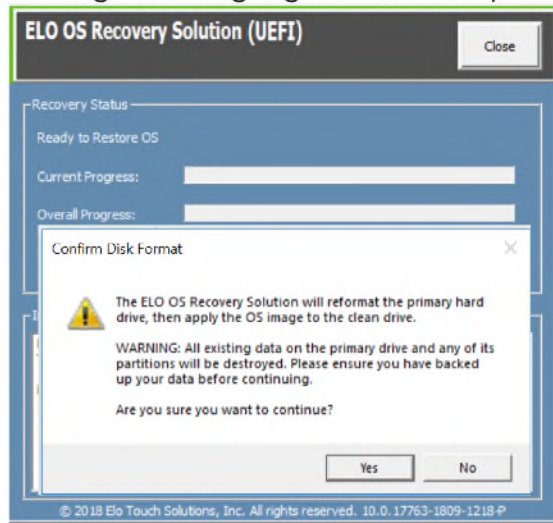 ELO OS Recovery Solution (UEFI)
Close
Recovery Status
Ready to Restore OS
Current Progress:
Overall Progress:
Confirm Disk Format
The ELO OS Recovery Solution will reformat the primary hard
drive, then apply the OS image to the clean drive.
WARNING: All existing data on the primary drive and any of its
partitions will be destroyed. Please ensure you have backed
up your data before continuing.
Are you sure you want to continue?
Yes
No
© 2018 Elo Touch Solutions, Inc. All rights reserved. 10.0.17763-1809-1218-P